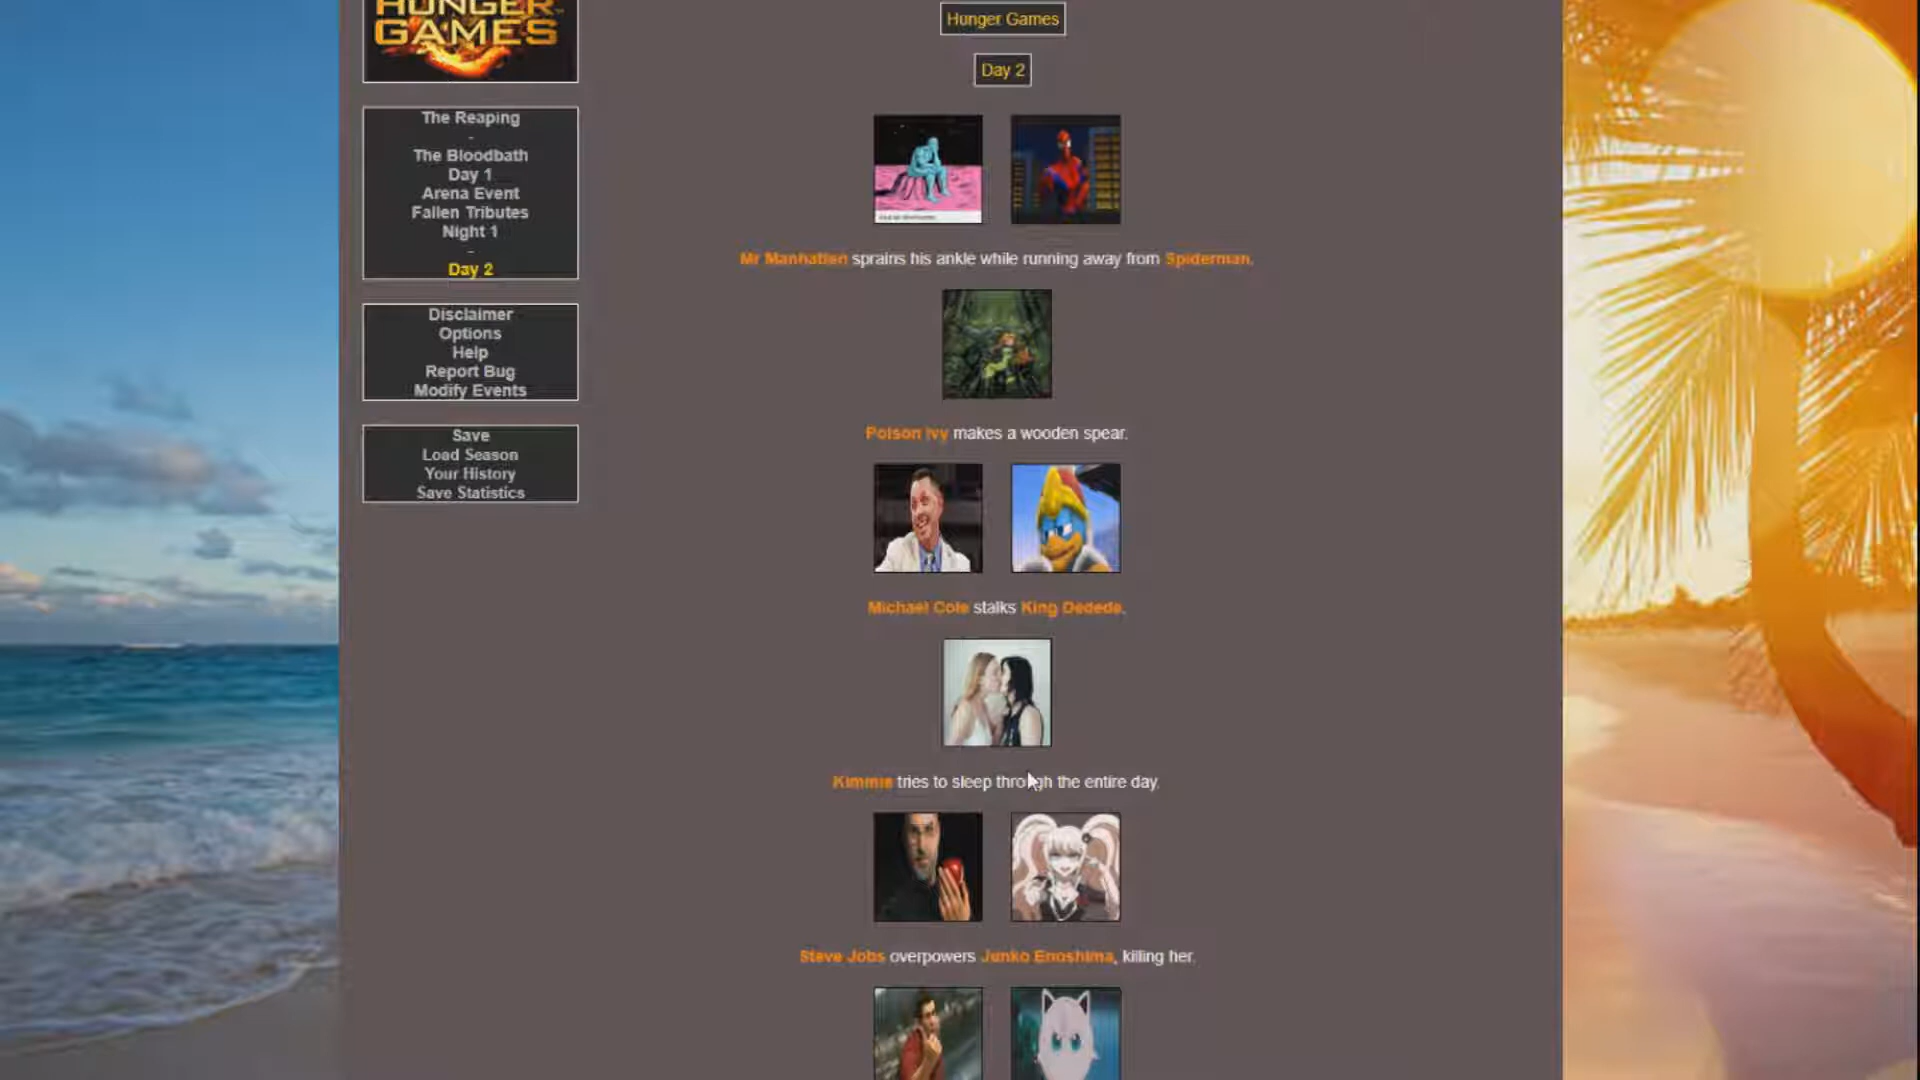 HUNGER
GAMES
The Reaping
-
The Bloodbath
Day 1
Arena Event
Fallen Tributes
Night 1
-
Day 2
Disclaimer
Options
Help
Report Bug
Modify Events
Save
Load Season
Your History
Save Statistics
Hunger Games
Day 2
Mr Manhatten sprains his ankle while running away from Spiderman.
Poison Ivy makes a wooden spear.
Michael Cole stalks King Dedede.
Kimmie tries to sleep through the entire day.
Steve Jobs overpowers Junko Enoshima, killing her.